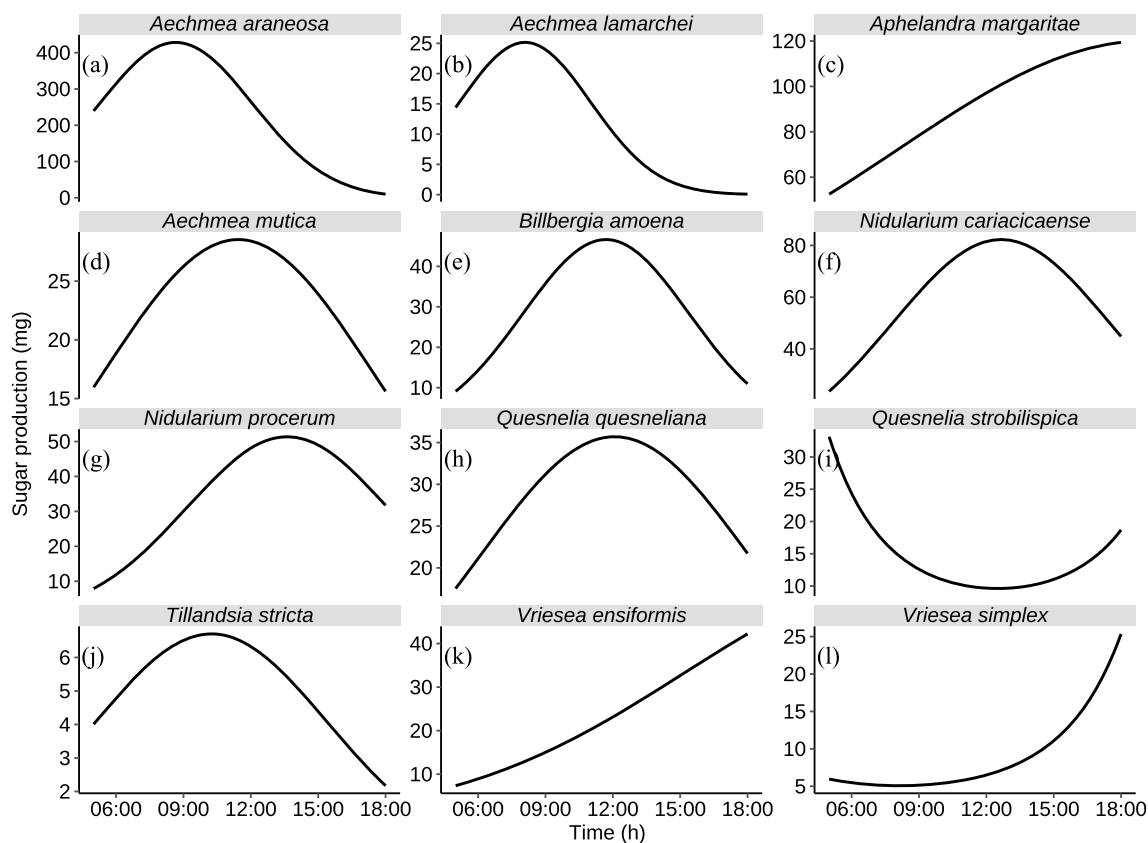 Aechmea araneosa
Aechmea lamarchei
Aphelandra margaritae
(a)
400
300
200
100
0
(b)
25
20
15
10
5
0
(c)
120
100
80
60
Aechmea mutica
Billbergia amoena
Nidularium cariacicaense
(d)
25
20
15
(e)
40
30
20
10
(f)
80
60
40
Nidularium procerum
Quesnelia quesneliana
Quesnelia strobilispica
(g)
50
40
30
20
10
(h)
35
30
25
20
(i)
30
25
20
15
10
Tillandsia stricta
Vriesea ensiformis
Vriesea simplex
(j)
6
5
4
3
2
(k)
40
30
20
10
(l)
25
20
15
10
5
06:00 09:00 12:00 15:00 18:00
06:00 09:00 12:00 15:00 18:00
06:00 09:00 12:00 15:00 18:00
Sugar production (mg)
Time (h)